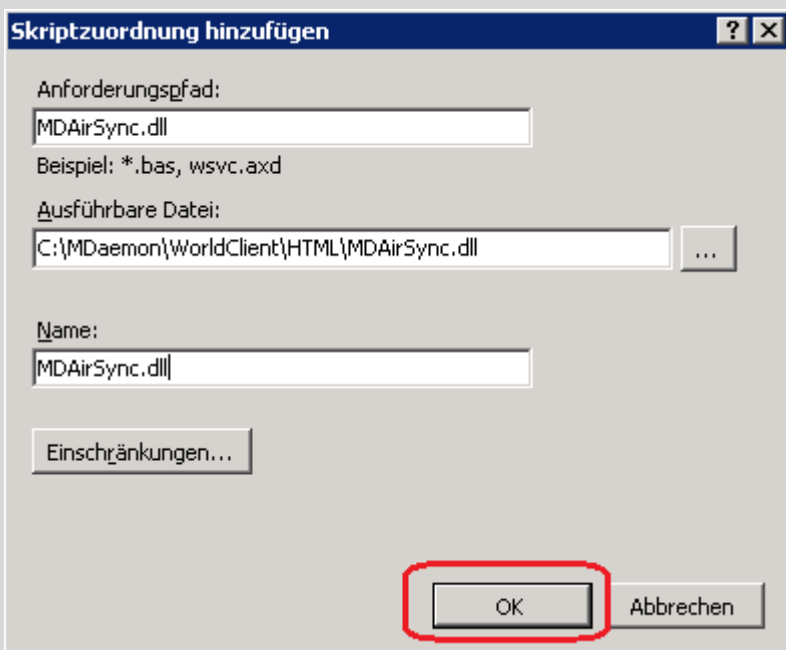 Skriptzuordnung hinzufügen
Anforderungspfad:
MDAirSync.dll
Beispiel: *.bas, wsvc.axd
Ausführbare Datei:
C:\MDaemon\WorldClient\HTML\MDAirSync.dll
...
Name:
MDAirSync.dll
Einschränkungen...
OK Abbrechen